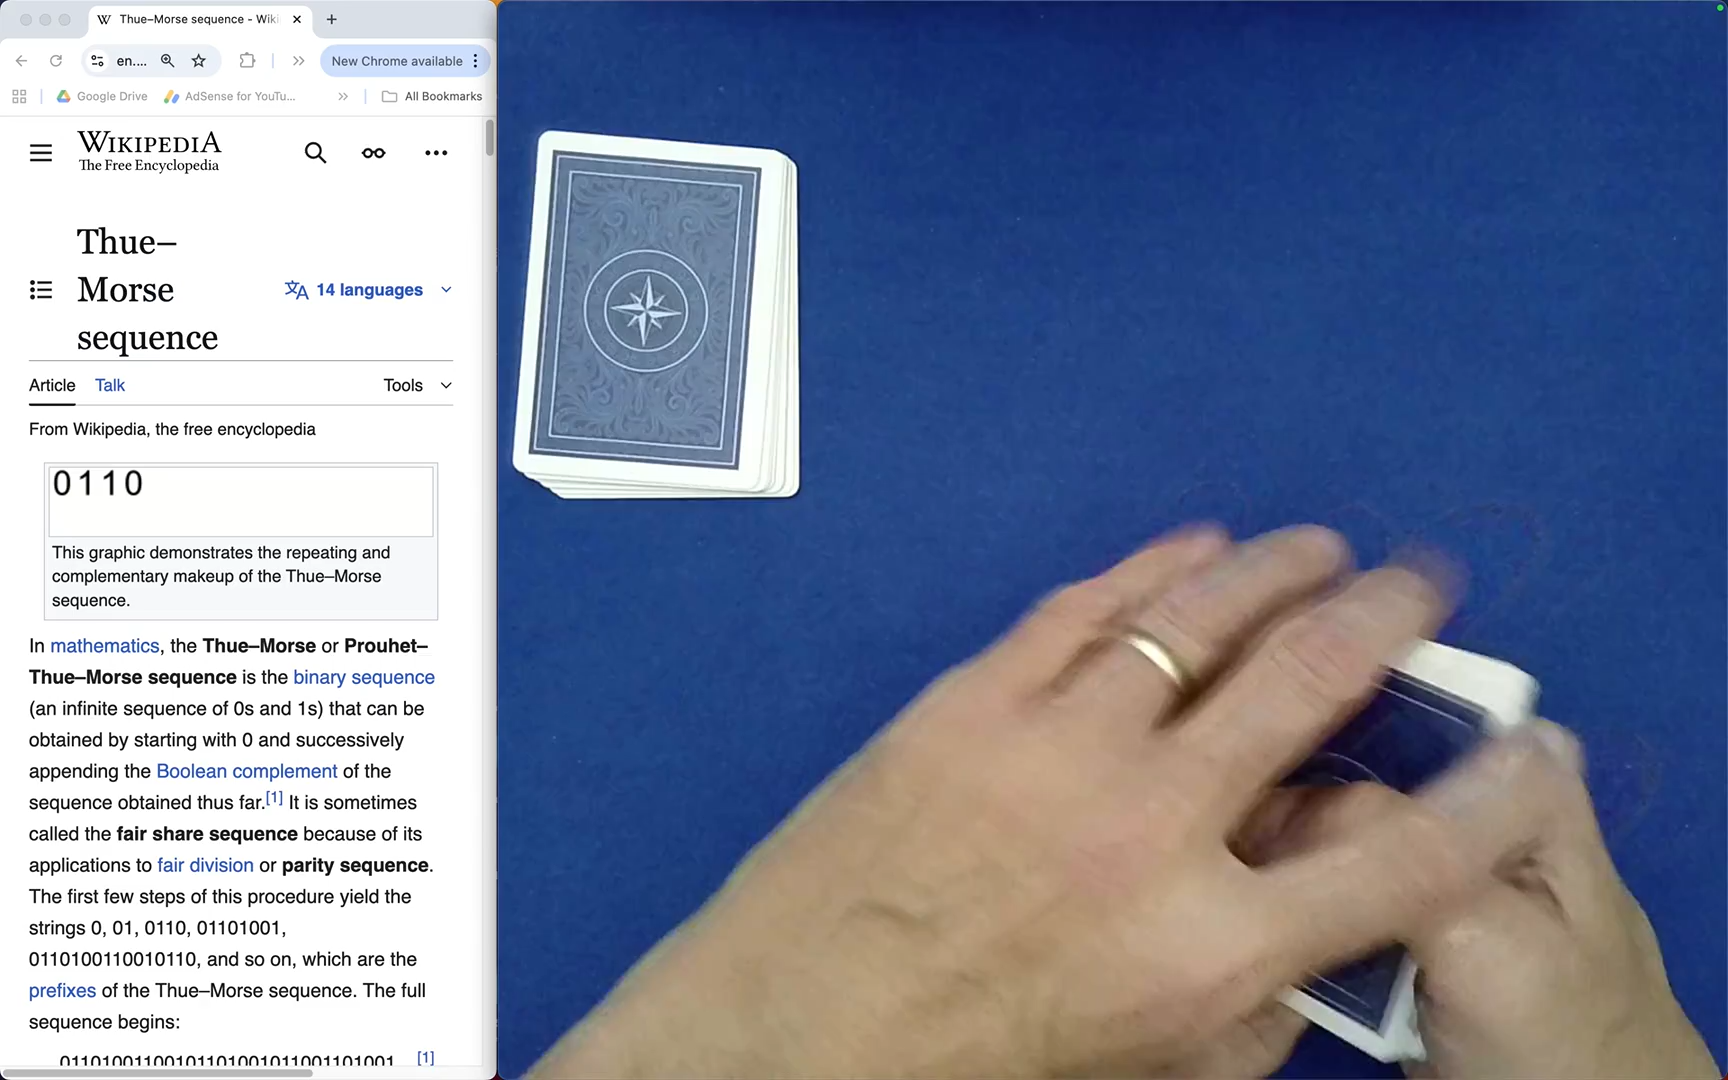 Thue–Morse sequence - Wiki
en....
New Chrome available
Google Drive
AdSense for YouTu...
All Bookmarks
WIKIPEDIA
The Free Encyclopedia
Thue–
Morse
sequence
14 languages
Article
Talk
Tools
From Wikipedia, the free encyclopedia
0110
This graphic demonstrates the repeating and
complementary makeup of the Thue–Morse
sequence.
In mathematics, the Thue–Morse or Prouhet–
Thue–Morse sequence is the binary sequence
(an infinite sequence of 0s and 1s) that can be
obtained by starting with 0 and successively
appending the Boolean complement of the
sequence obtained thus far.[1] It is sometimes
called the fair share sequence because of its
applications to fair division or parity sequence.
The first few steps of this procedure yield the
strings 0, 01, 0110, 01101001,
0110100110010110, and so on, which are the
prefixes of the Thue–Morse sequence. The full
sequence begins:
01101001100101101001011001101001 [1]